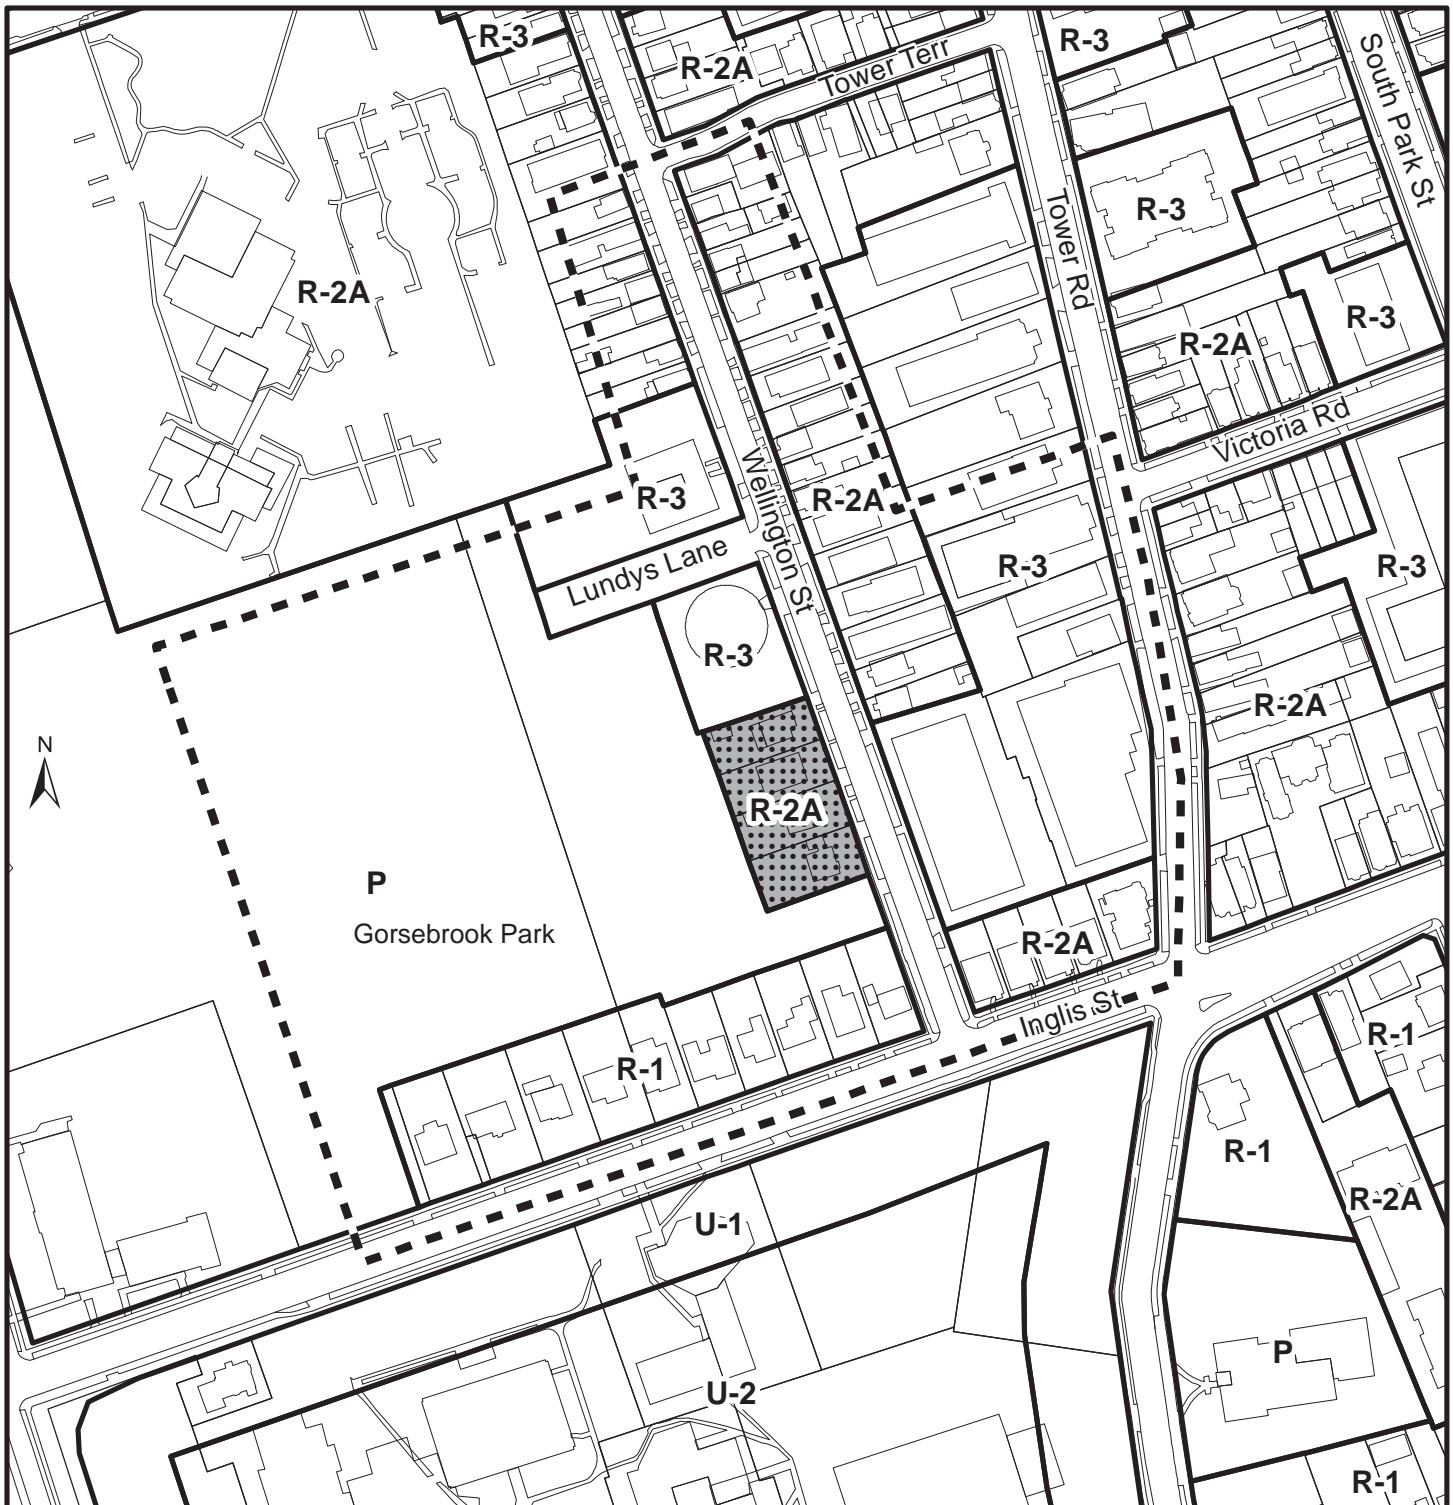 R-3
R-2A
Tower Terr
R-3
South Park St
R-3
Tower Rd
R-2A
R-3
R-2A
Victoria Rd
R-3
Wellington St
R-2A
Lundys Lane
R-3
R-3
R-3
R-2A
N
R-2A
P
Gorsebrook Park
R-2A
Inglis St
R-1
R-1
R-1
R-2A
U-1
P
U-2
R-1